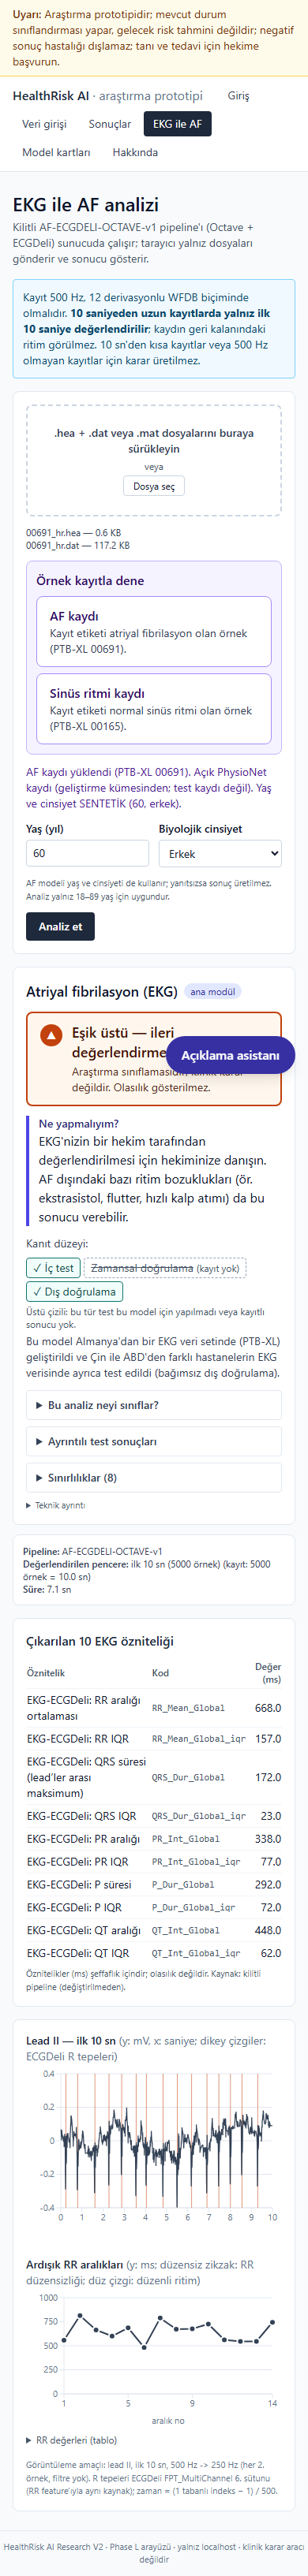 Uyarı: Araştırma prototipidir; mevcut durum
sınıflandırması yapar, gelecek risk tahmini değildir; negatif
sonuç hastalığı dışlamaz; tanı ve tedavi için hekime
başvurun.
HealthRisk AI · araştırma prototipi
Giriş
Veri girişi
Sonuçlar
EKG ile AF
Model kartları
Hakkında
EKG ile AF analizi
Kilitli AF-ECGDELI-OCTAVE-v1 pipeline'ı (Octave +
ECGDeli) sunucuda çalışır; tarayıcı yalnız dosyaları
gönderir ve sonucu gösterir.
Kayıt 500 Hz, 12 derivasyonlu WFDB biçiminde
olmalıdır. 10 saniyeden uzun kayıtlarda yalnız ilk
10 saniye değerlendirilir; kaydın geri kalanındaki
ritim görülmez. 10 sn'den kısa kayıtlar veya 500 Hz
olmayan kayıtlar için karar üretilmez.
.hea + .dat veya .mat dosyalarını buraya
sürükleyin
veya
Dosya seç
00691_hr.hea — 0.6 KB
00691_hr.dat — 117.2 KB
Örnek kayıtla dene
AF kaydı
Kayıt etiketi atriyal fibrilasyon olan örnek
(PTB-XL 00691).
Sinüs ritmi kaydı
Kayıt etiketi normal sinüs ritmi olan örnek
(PTB-XL 00165).
AF kaydı yüklendi (PTB-XL 00691). Açık PhysioNet
kaydı (geliştirme kümesinden; test kaydı değil). Yaş
ve cinsiyet SENTETİK (60, erkek).
Yaş (yıl)
Biyolojik cinsiyet
60
Erkek
AF modeli yaş ve cinsiyeti de kullanır; yanıtsızsa sonuç üretilmez.
Analiz yalnız 18–89 yaş için uygundur.
Analiz et
Atriyal fibrilasyon (EKG)
ana modül
Eşik üstü — ileri
değerlendirme
Açıklama asistanı
Araştırma sınıflandırması, klinik karar
değildir. Olasılık gösterilmez.
Ne yapmalıyım?
EKG'nizin bir hekim tarafından
değerlendirilmesi için hekiminize danışın.
AF dışındaki bazı ritim bozuklukları (ör.
ekstrasistol, flutter, hızlı kalp atımı) da bu
sonucu verebilir.
Kanıt düzeyi:
✓ İç test
Zamansal doğrulama (kayıt yok)
✓ Dış doğrulama
Üstü çizili: bu tür test bu model için yapılmadı veya kayıtlı
sonucu yok.
Bu model Almanya'dan bir EKG veri setinde (PTB-XL)
geliştirildi ve Çin ile ABD'den farklı hastanelerin EKG
verisinde ayrıca test edildi (bağımsız dış doğrulama).
▶ Bu analiz neyi sınıflar?
▶ Ayrıntılı test sonuçları
▶ Sınırlılıklar (8)
▶ Teknik ayrıntı
Pipeline: AF-ECGDELI-OCTAVE-v1
Değerlendirilen pencere: ilk 10 sn (5000 örnek) (kayıt: 5000
örnek = 10.0 sn)
Süre: 7.1 sn
Çıkarılan 10 EKG özniteliği
Öznitelik Kod Değer
(ms)
EKG-ECGDeli: RR aralığı
ortalaması RR_Mean_Global 668.0
EKG-ECGDeli: RR IQR RR_Mean_Global_iqr 157.0
EKG-ECGDeli: QRS süresi
(lead'ler arası QRS_Dur_Global 172.0
maksimum)
EKG-ECGDeli: QRS IQR QRS_Dur_Global_iqr 23.0
EKG-ECGDeli: PR aralığı PR_Int_Global 338.0
EKG-ECGDeli: PR IQR PR_Int_Global_iqr 77.0
EKG-ECGDeli: P süresi P_Dur_Global 292.0
EKG-ECGDeli: P IQR P_Dur_Global_iqr 72.0
EKG-ECGDeli: QT aralığı QT_Int_Global 448.0
EKG-ECGDeli: QT IQR QT_Int_Global_iqr 62.0
Öznitelikler (ms) şeffaflık içindir; olasılık değildir. Kaynak: kilitli
pipeline (değiştirilmeden).
Lead II — ilk 10 sn (y: mV, x: saniye; dikey çizgiler:
ECGDeli R tepeleri)
0.4
0.2
0
-0.2
-0.4
0 1 2 3 4 5 6 7 8 9 10
Ardışık RR aralıkları (y: ms; düzensiz zikzak: RR
düzensizliği; düz çizgi: düzenli ritim)
1000
750
500
250
0
1 5 9 14
aralık no
▶ RR değerleri (tablo)
Görüntüleme amaçlı: lead II, ilk 10 sn, 500 Hz -> 250 Hz (her 2.
örnek, filtre yok). R tepeleri ECGDeli FPT_MultiChannel 6. sütunu
(RR feature'ıyla aynı kaynak); zaman = (1 tabanlı indeks − 1) / 500.
HealthRisk AI Research V2 · Phase L arayüzü · yalnız localhost · klinik karar aracı
değildir